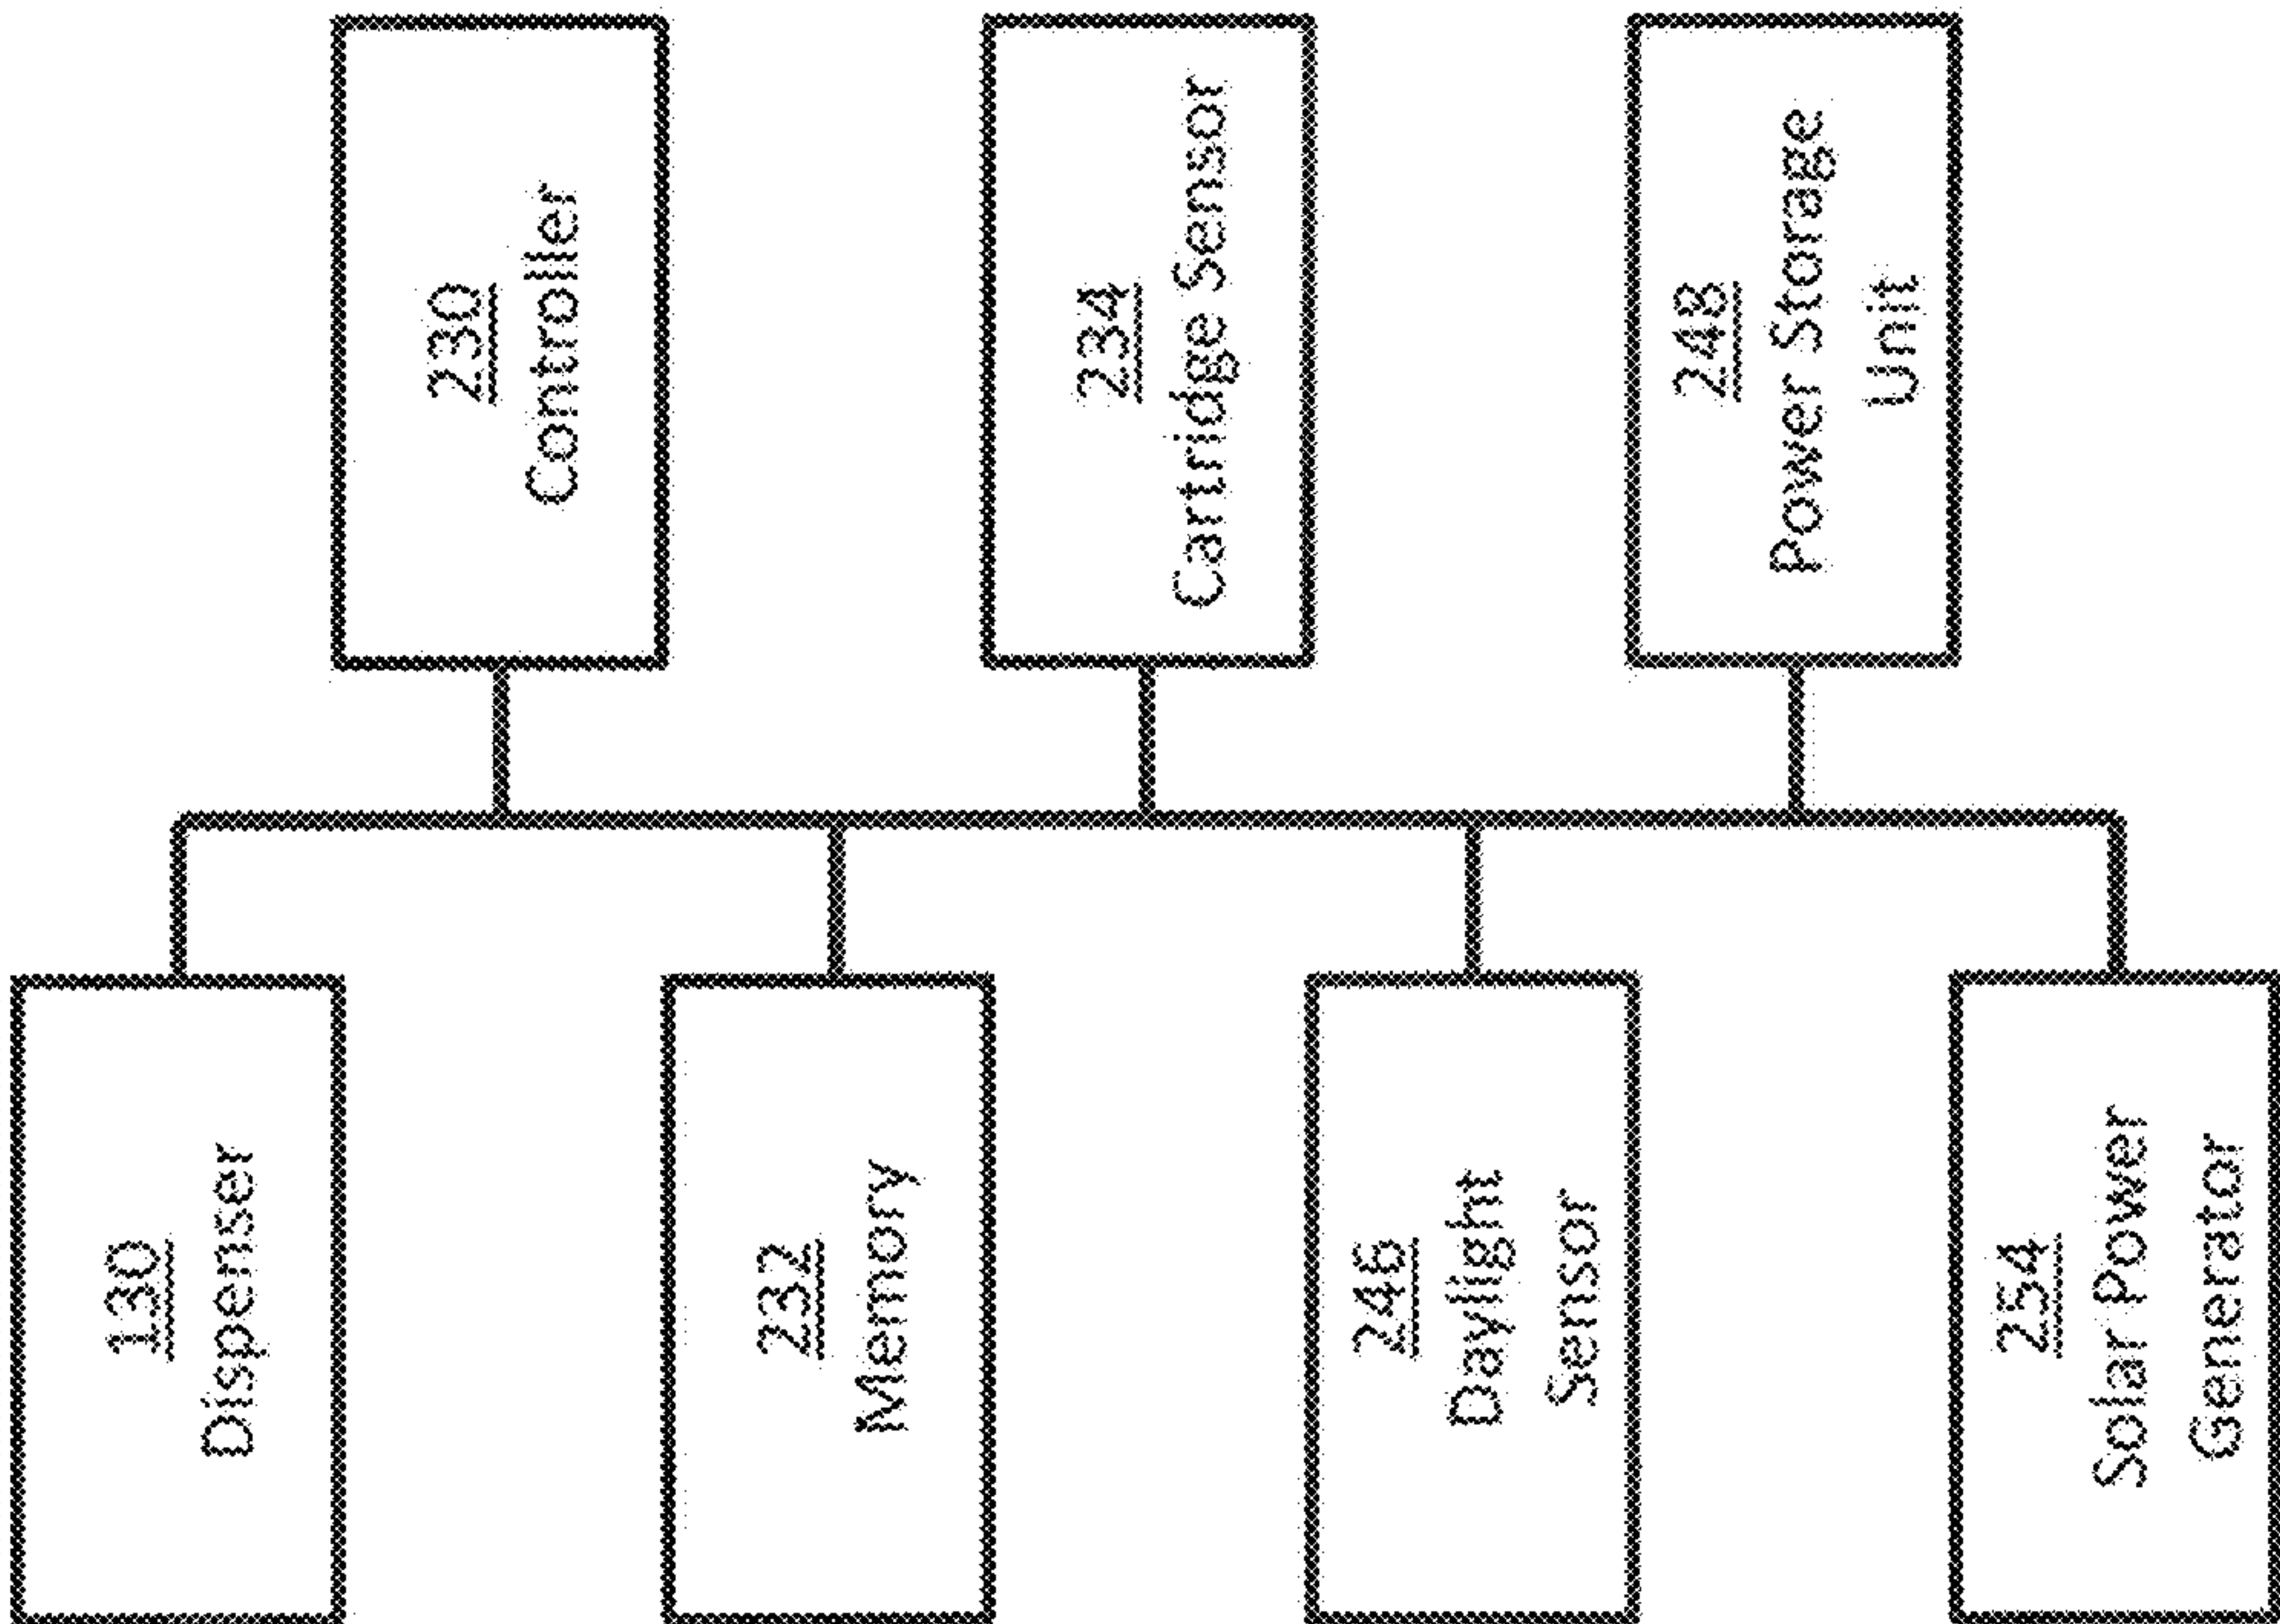 130
Dispenser
230
Controller
232
Memory
234
Cartridge Sensor
246
Daylight
Sensor
248
Power Storage
Unit
254
Solar Power
Generator